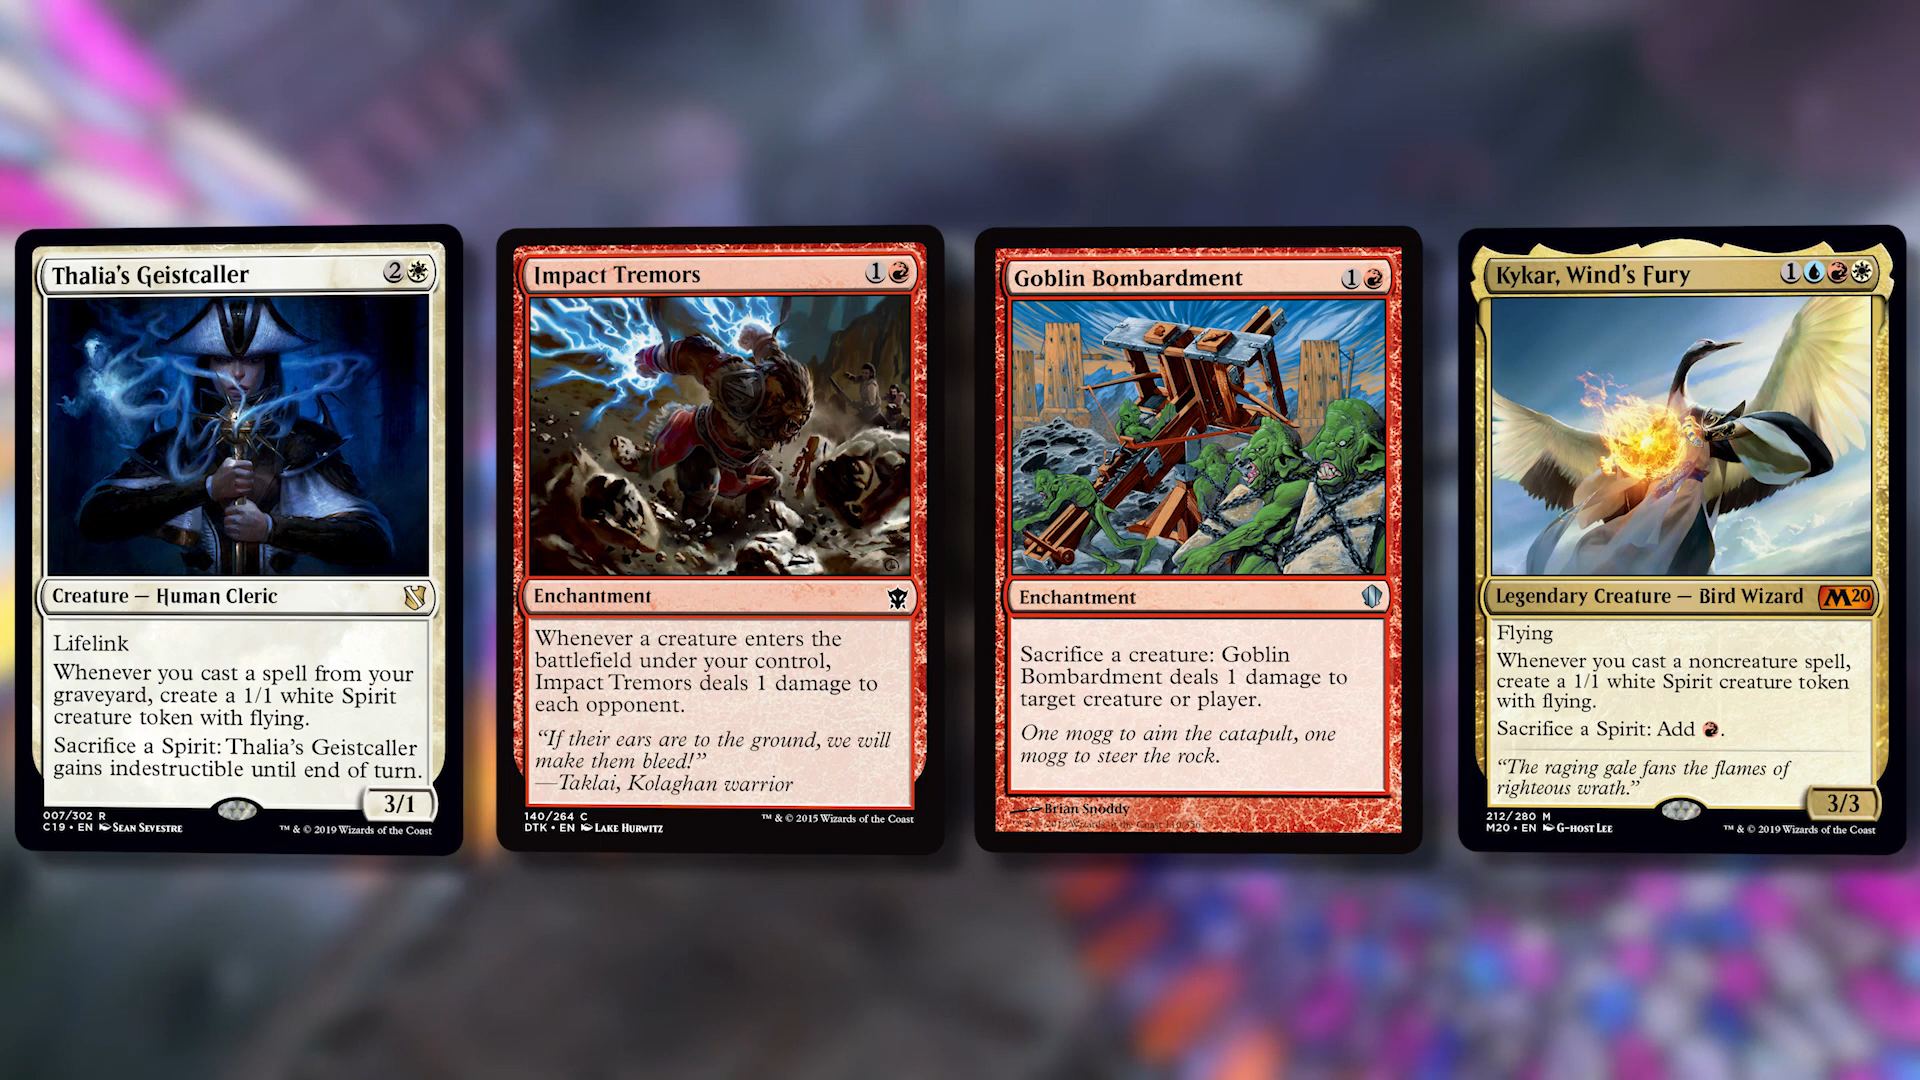 Thalia's Geistcaller 2
Creature — Human Cleric
Lifelink
Whenever you cast a spell from your
graveyard, create a 1/1 white Spirit
creature token with flying.
Sacrifice a Spirit: Thalia's Geistcaller
gains indestructible until end of turn.
3/1
007/302 R
C19 • EN Sean Sevestre
™ & © 2019 Wizards of the Coast
Impact Tremors 1
Enchantment
Whenever a creature enters the
battlefield under your control,
Impact Tremors deals 1 damage to
each opponent.
"If their ears are to the ground, we will
make them bleed!"
—Taklai, Kolaghan warrior
140/264 C
DTK • EN Lake Hurwitz
™ & © 2015 Wizards of the Coast
Goblin Bombardment 1
Enchantment
Sacrifice a creature: Goblin
Bombardment deals 1 damage to
target creature or player.
One mogg to aim the catapult, one
mogg to steer the rock.
Brian Snoddy
Kykar, Wind's Fury 1
Legendary Creature — Bird Wizard M20
Flying
Whenever you cast a noncreature spell,
create a 1/1 white Spirit creature token
with flying.
Sacrifice a Spirit: Add .
"The raging gale fans the flames of
righteous wrath."
3/3
212/280 M
M20 • EN G-host Lee
™ & © 2019 Wizards of the Coast